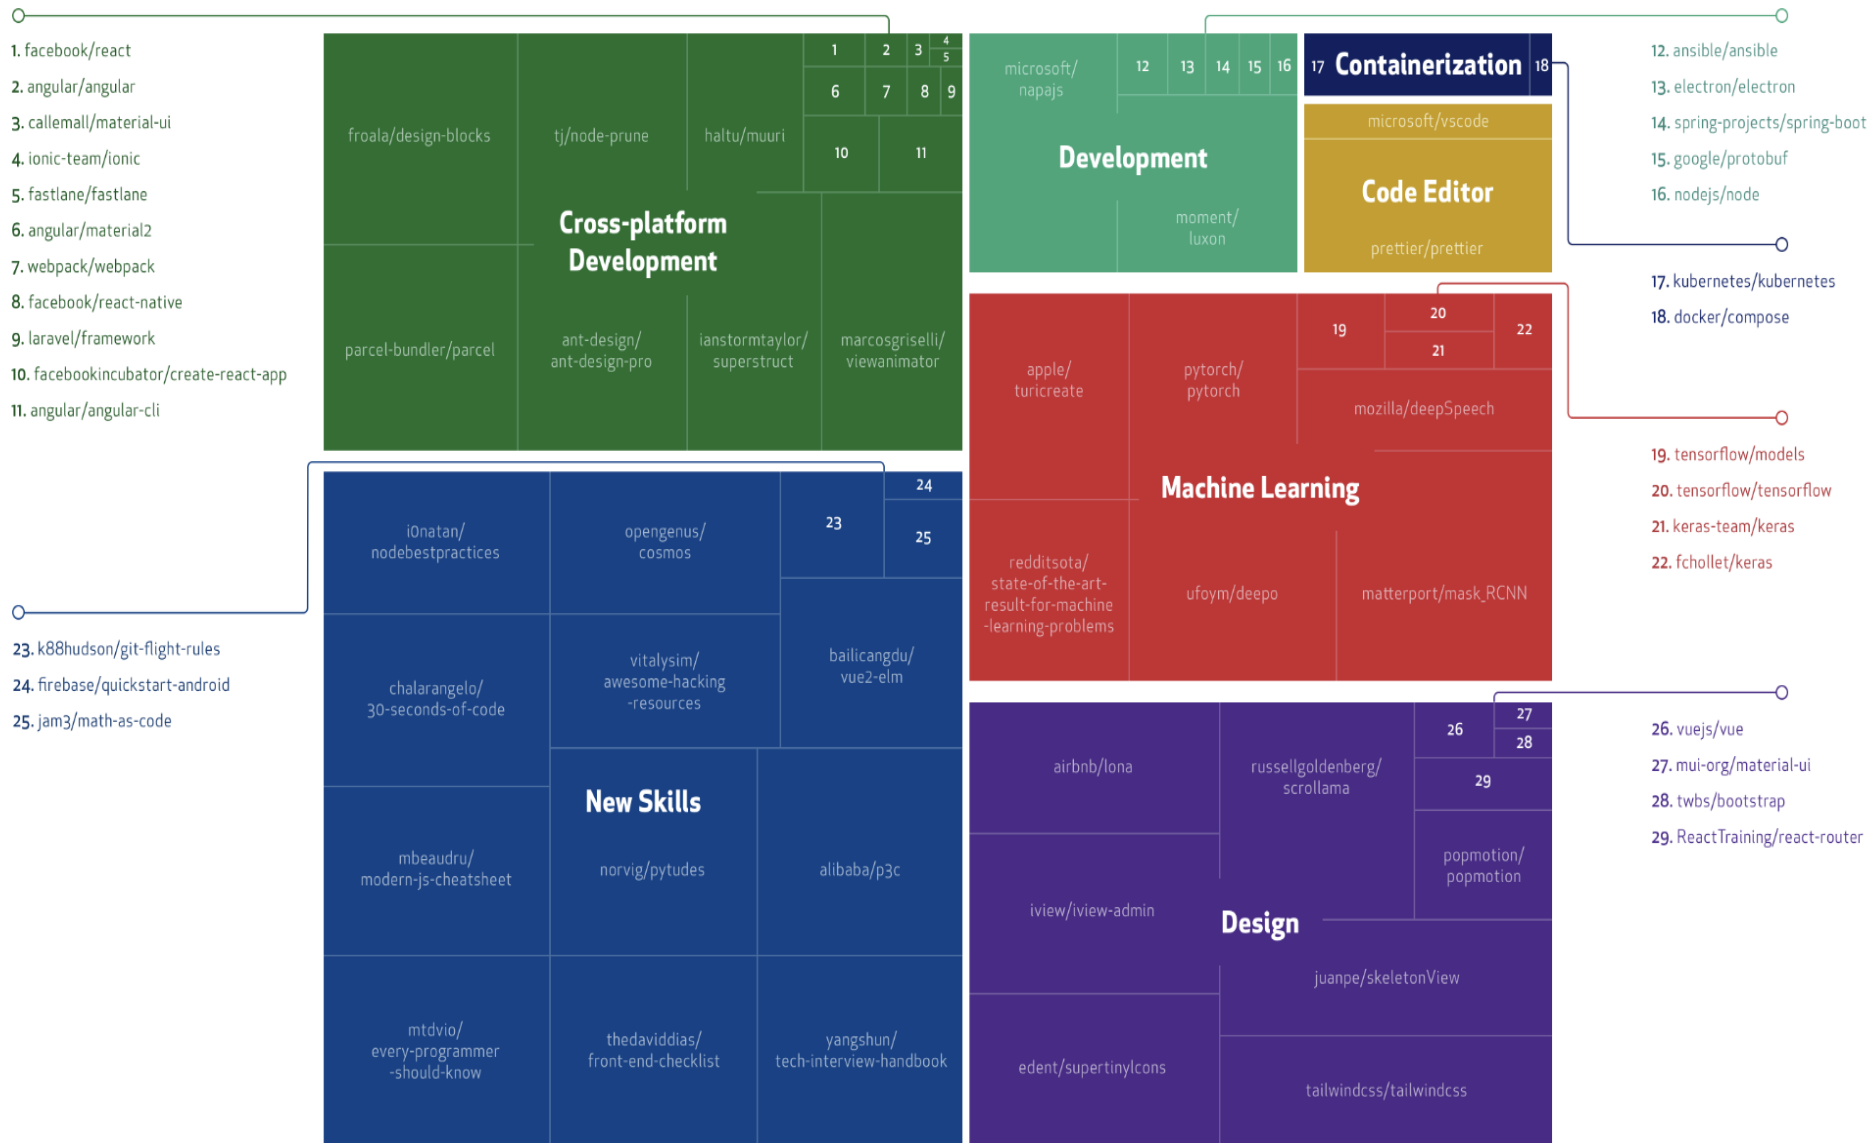 1. facebook/react
2. angular/angular
3. callemall/material-ui
4. ionic-team/ionic
5. fastlane/fastlane
6. angular/material2
7. webpack/webpack
8. facebook/react-native
9. laravel/framework
10. facebookincubator/create-react-app
11. angular/angular-cli
froala/design-blocks
tj/node-prune
haltu/muuri
1
2
3
4
5
6
7
8
9
10
11
Cross-platform
Development
parcel-bundler/parcel
ant-design/
ant-design-pro
ianstormtaylor/
superstruct
marcosgriselli/
viewanimator
microsoft/
napajs
12
13
14
15
16
Development
moment/
luxon
17
Containerization
18
microsoft/vscode
Code Editor
prettier/prettier
12. ansible/ansible
13. electron/electron
14. spring-projects/spring-boot
15. google/protobuf
16. nodejs/node
17. kubernetes/kubernetes
18. docker/compose
apple/
turicreate
pytorch/
pytorch
19
20
21
22
mozilla/deepSpeech
Machine Learning
redditsota/
state-of-the-art-
result-for-machine
-learning-problems
ufoym/deepo
matterport/mask_RCNN
19. tensorflow/models
20. tensorflow/tensorflow
21. keras-team/keras
22. fchollet/keras
23. k88hudson/git-flight-rules
24. firebase/quickstart-android
25. jam3/math-as-code
i0natan/
nodebestpractices
opengenus/
cosmos
23
24
25
chalarangelo/
30-seconds-of-code
vitalysim/
awesome-hacking
-resources
bailicangdu/
vue2-elm
New Skills
mbeaudru/
modern-js-cheatsheet
norvig/pytudes
alibaba/p3c
mtdvio/
every-programmer
-should-know
thedaviddias/
front-end-checklist
yangshun/
tech-interview-handbook
airbnb/lona
russellgoldenberg/
scrollama
26
27
28
29
popmotion/
popmotion
iview/iview-admin
Design
juanpe/skeletonView
edent/supertinyIcons
tailwindcss/tailwindcss
26. vuejs/vue
27. mui-org/material-ui
28. twbs/bootstrap
29. ReactTraining/react-router